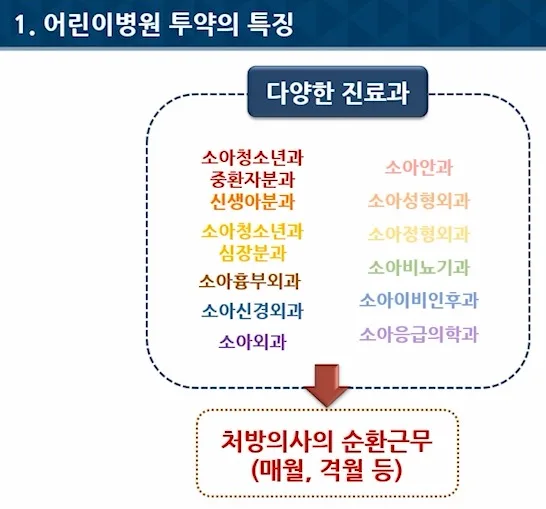 1. 어린이병원 투약의 특징
다양한 진료과
소아청소년과
중환자분과
신생아분과
소아청소년과
심장분과
소아흉부외과
소아신경외과
소아외과
소아안과
소아성형외과
소아정형외과
소아비뇨기과
소아이비인후과
소아응급의학과
처방의사의 순환근무
(매월, 격월 등)